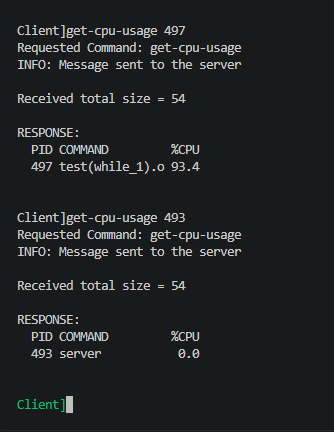 Client]get-cpu-usage 497
Requested Command: get-cpu-usage
INFO: Message sent to the server
Received total size = 54
RESPONSE:
PID COMMAND %CPU
497 test(while_1).o 93.4
Client]get-cpu-usage 493
Requested Command: get-cpu-usage
INFO: Message sent to the server
Received total size = 54
RESPONSE:
PID COMMAND %CPU
493 server 0.0
Client]